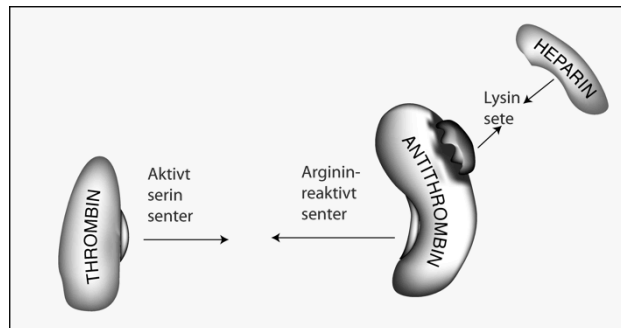 HEPARIN
Lysin
sete
ANTITHROMBIN
Arginin-
reaktivt
senter
Aktivt
serin
senter
THROMBIN